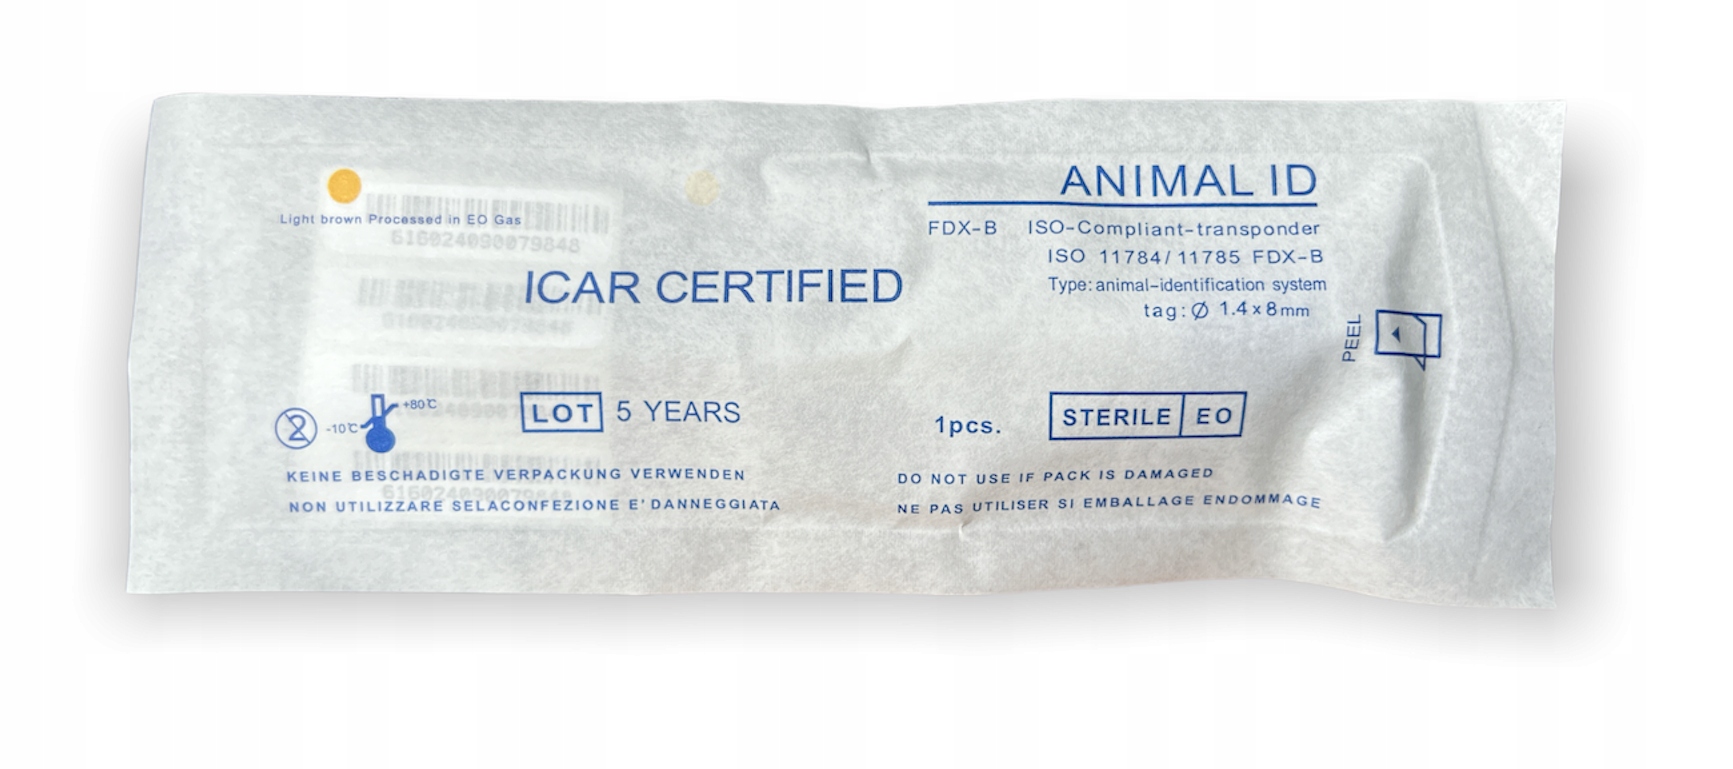 ANIMAL ID
Light brown Processed in EO Gas
616024090079848
FDX-B ISO-Compliant-transponder
ISO 11784/11785 FDX-B
ICAR CERTIFIED
Type:animal-identification system
tag:Ø 1.4x8mm
PEEL
2
-10℃
+80℃
LOT 5 YEARS
1pcs.
STERILE EO
KEINE BESCHADIGTE VERPACKUNG VERWENDEN
NON UTILIZZARE SELACONFEZIONE E' DANNEGGIATA
DO NOT USE IF PACK IS DAMAGED
NE PAS UTILISER SI EMBALLAGE ENDOMMAGE